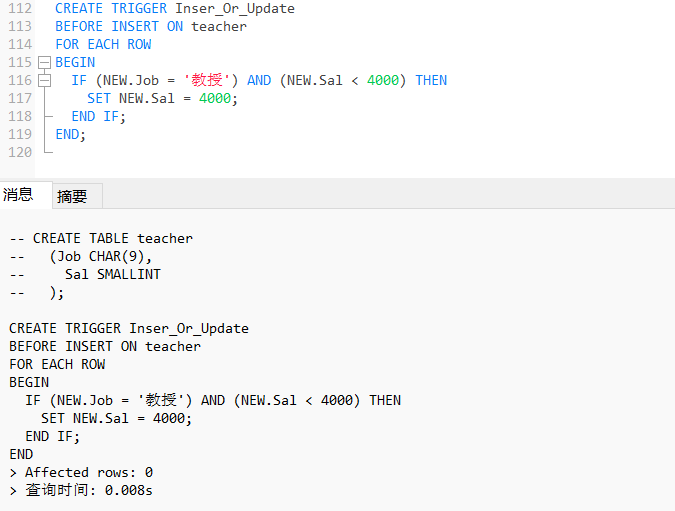 112 CREATE TRIGGER Inser_Or_Update
113 BEFORE INSERT ON teacher
114 FOR EACH ROW
115 BEGIN
116   IF (NEW.Job = '教授') AND (NEW.Sal < 4000) THEN
117     SET NEW.Sal = 4000;
118   END IF;
119 END;
120
消息 摘要
-- CREATE TABLE teacher
--   (Job CHAR(9),
--     Sal SMALLINT
--   );
CREATE TRIGGER Inser_Or_Update
BEFORE INSERT ON teacher
FOR EACH ROW
BEGIN
  IF (NEW.Job = '教授') AND (NEW.Sal < 4000) THEN
    SET NEW.Sal = 4000;
  END IF;
END
> Affected rows: 0
> 查询时间: 0.008s